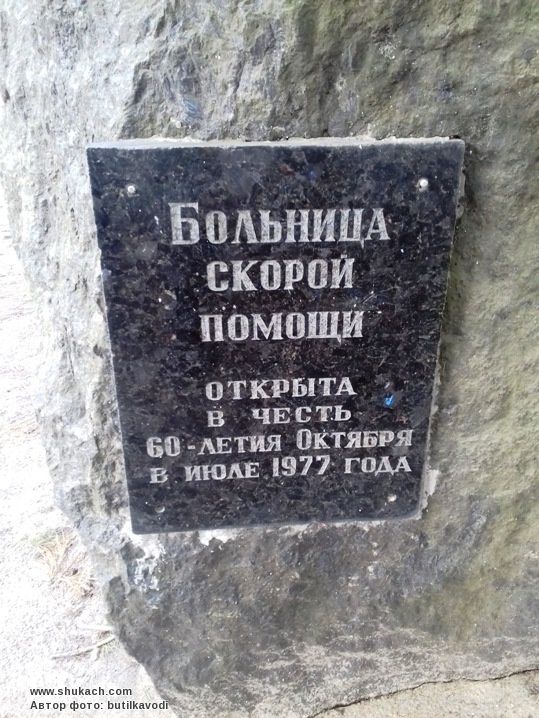 Больница
скорой
помощи
открыта
в честь
60-летия Октября
в июле 1977 года
www.shukach.com
Автор фото: butilkavodi